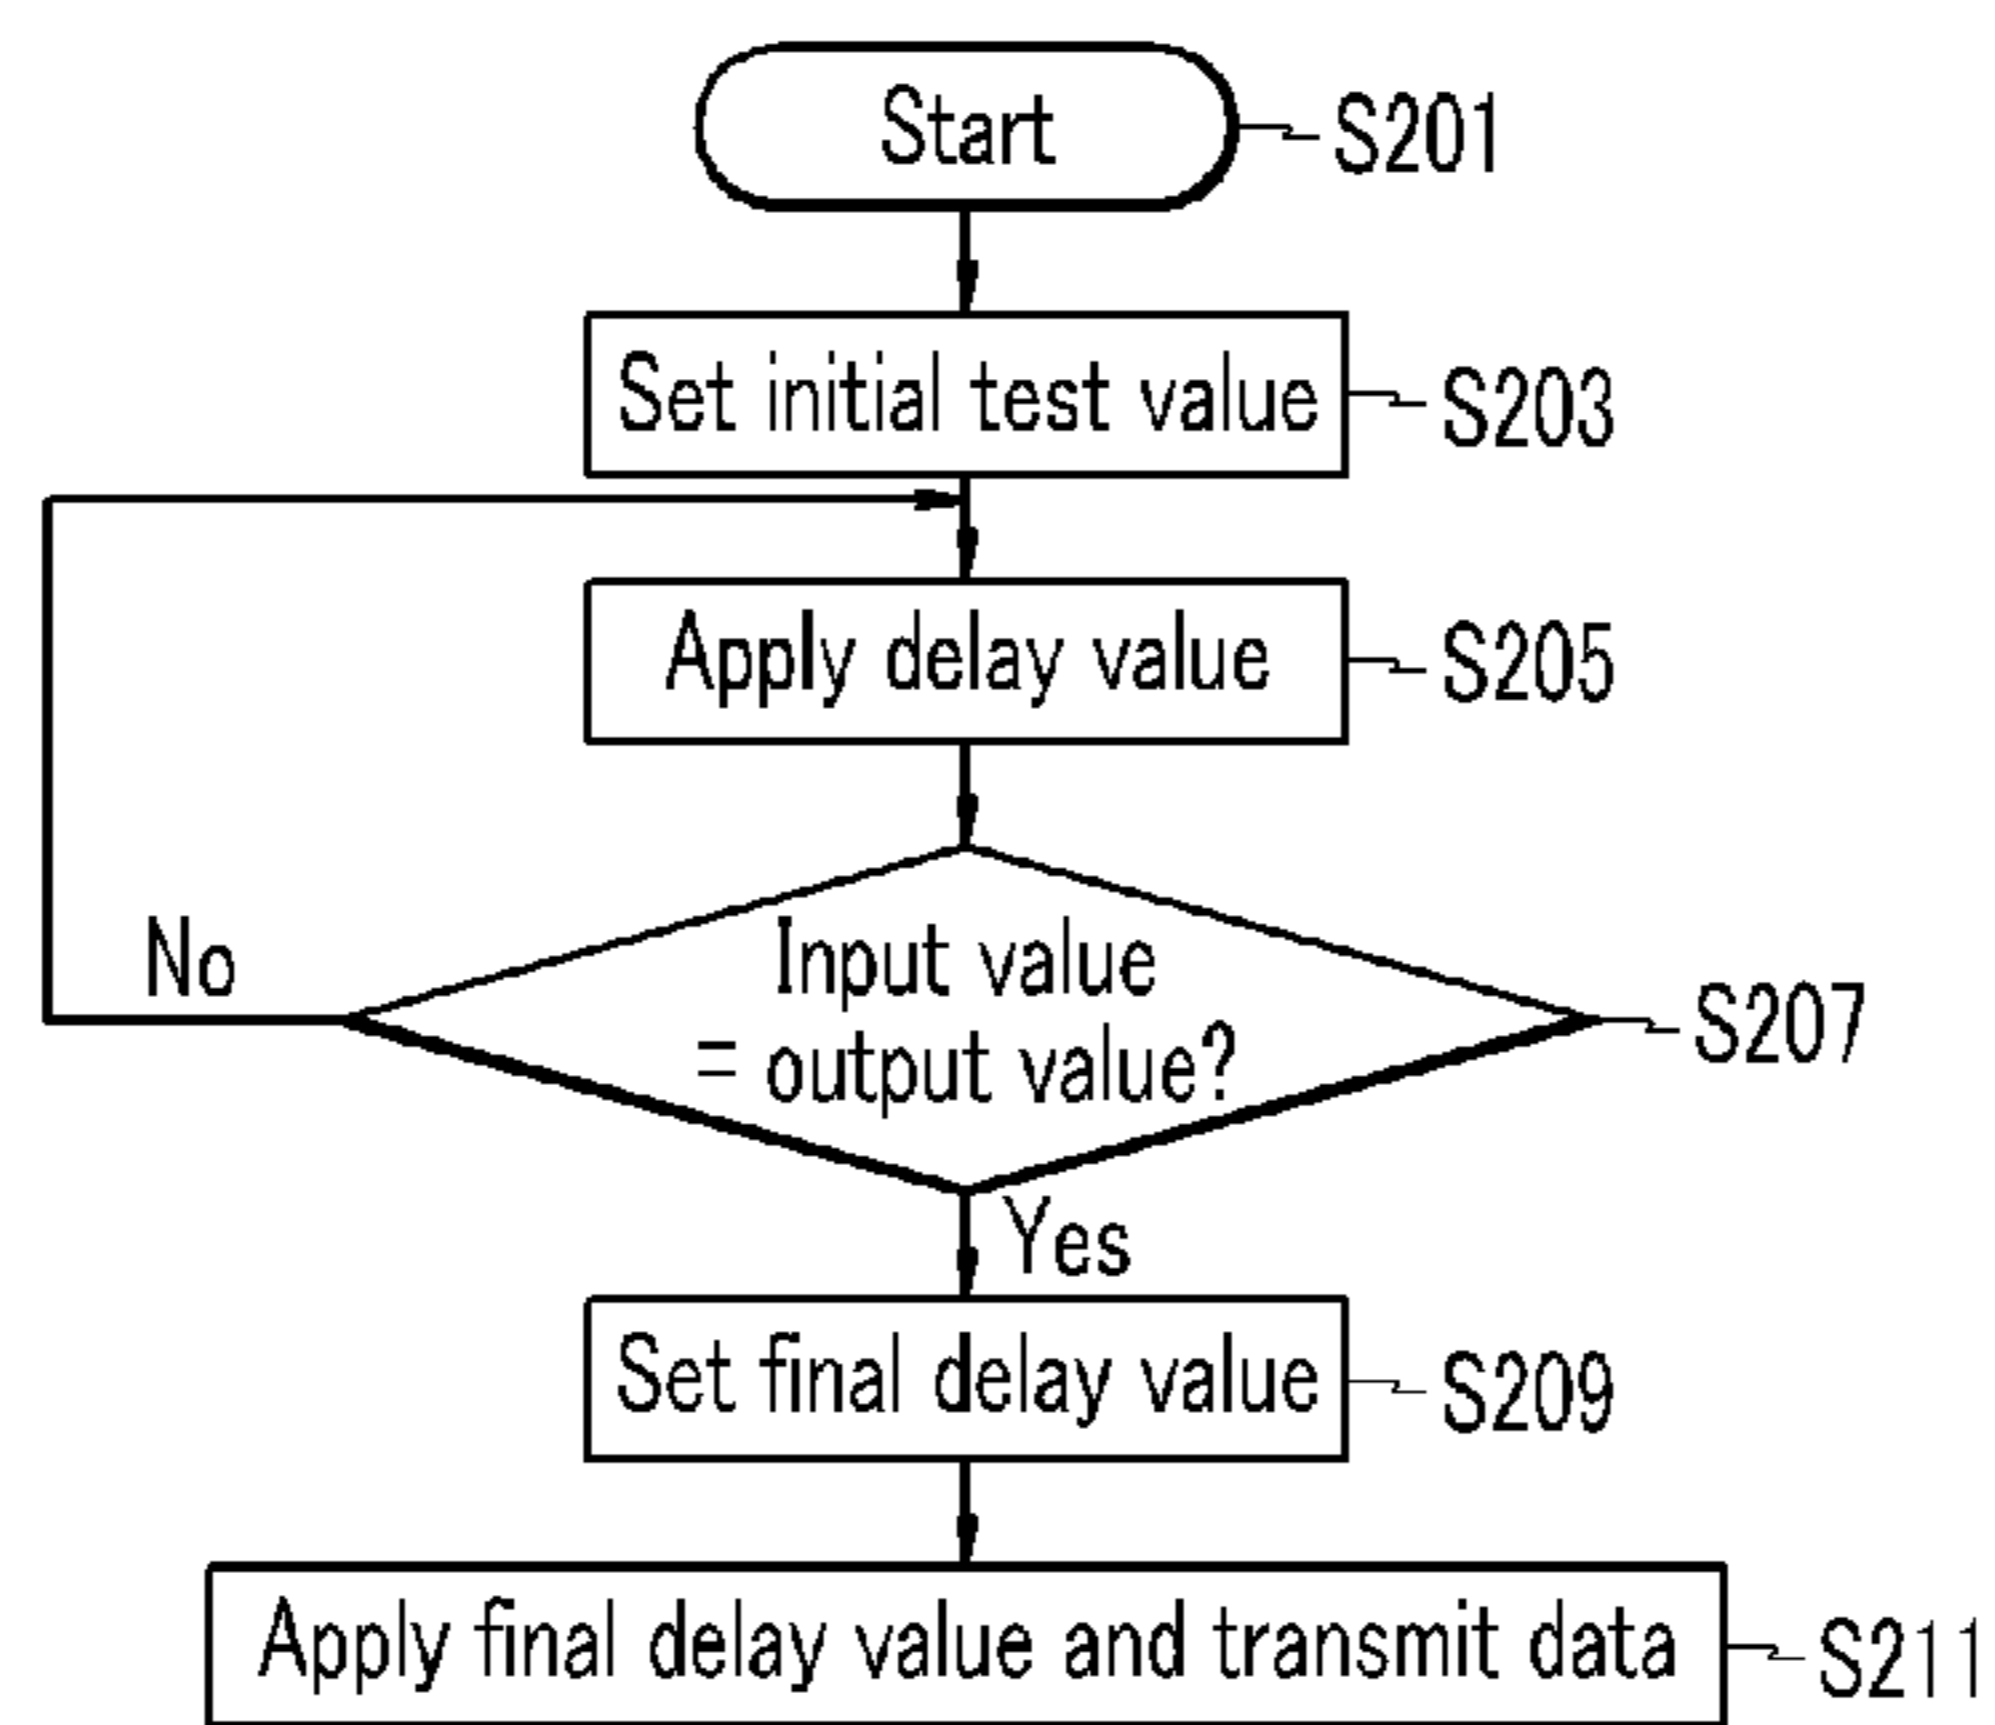 Start
S201
Set initial test value
S203
Apply delay value
S205
No
Input value
= output value?
S207
Yes
Set final delay value
S209
Apply final delay value and transmit data
S211